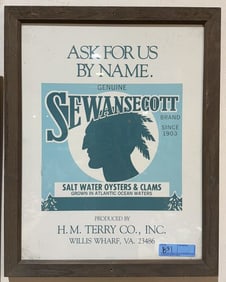 ASK FOR US
BY NAME.
GENUINE
SEWANSECOTT
BRAND
SINCE
1903
SALT WATER OYSTERS & CLAMS
GROWN IN ATLANTIC OCEAN WATERS
PRODUCED BY
H. M. TERRY CO., INC.
WILLIS WHARF, VA. 23486